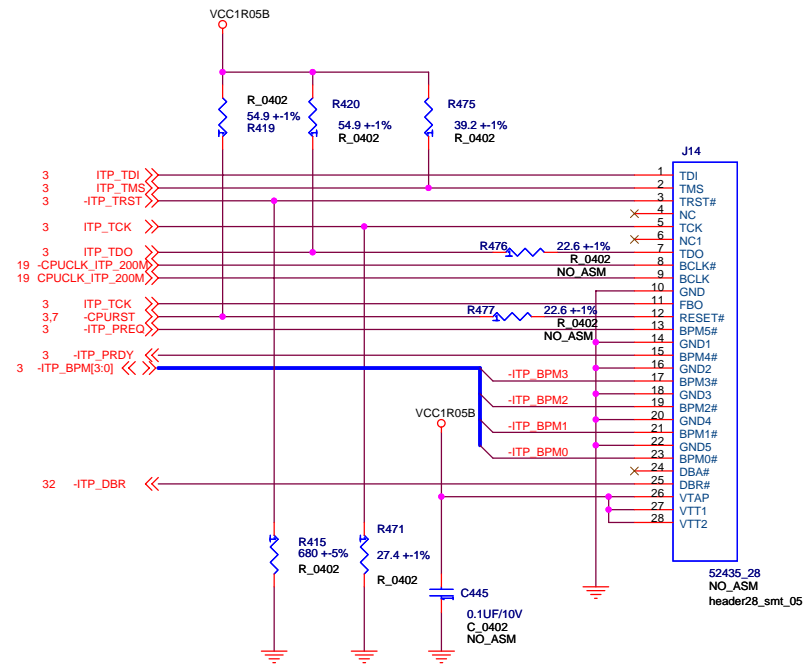 VCC1R05B
R_0402
54.9 +-1%
R419
R420
54.9 +-1%
R_0402
R475
39.2 +-1%
R_0402
J14
3 ITP_TDI
1 TDI
3 ITP_TMS
2 TMS
3 -ITP_TRST
3 TRST#
4 NC
3 ITP_TCK
5 TCK
6 NC1
3 ITP_TDO
R476
22.6 +-1%
R_0402
NO_ASM
7 TDO
19 -CPUCLK_ITP_200M
8 BCLK#
19 CPUCLK_ITP_200M
9 BCLK
10 GND
3 ITP_TCK
11 FBO
3,7 -CPURST
R477
22.6 +-1%
R_0402
NO_ASM
12 RESET#
3 -ITP_PREQ
13 BPM5#
14 GND1
3 -ITP_PRDY
15 BPM4#
3 -ITP_BPM[3:0]
16 GND2
-ITP_BPM3
17 BPM3#
18 GND3
-ITP_BPM2
19 BPM2#
20 GND4
VCC1R05B
-ITP_BPM1
21 BPM1#
22 GND5
-ITP_BPM0
23 BPM0#
24 DBA#
32 -ITP_DBR
25 DBR#
26 VTAP
27 VTT1
28 VTT2
R415
680 +-5%
R_0402
R471
27.4 +-1%
R_0402
C445
0.1UF/10V
C_0402
NO_ASM
52435_28
NO_ASM
header28_smt_05